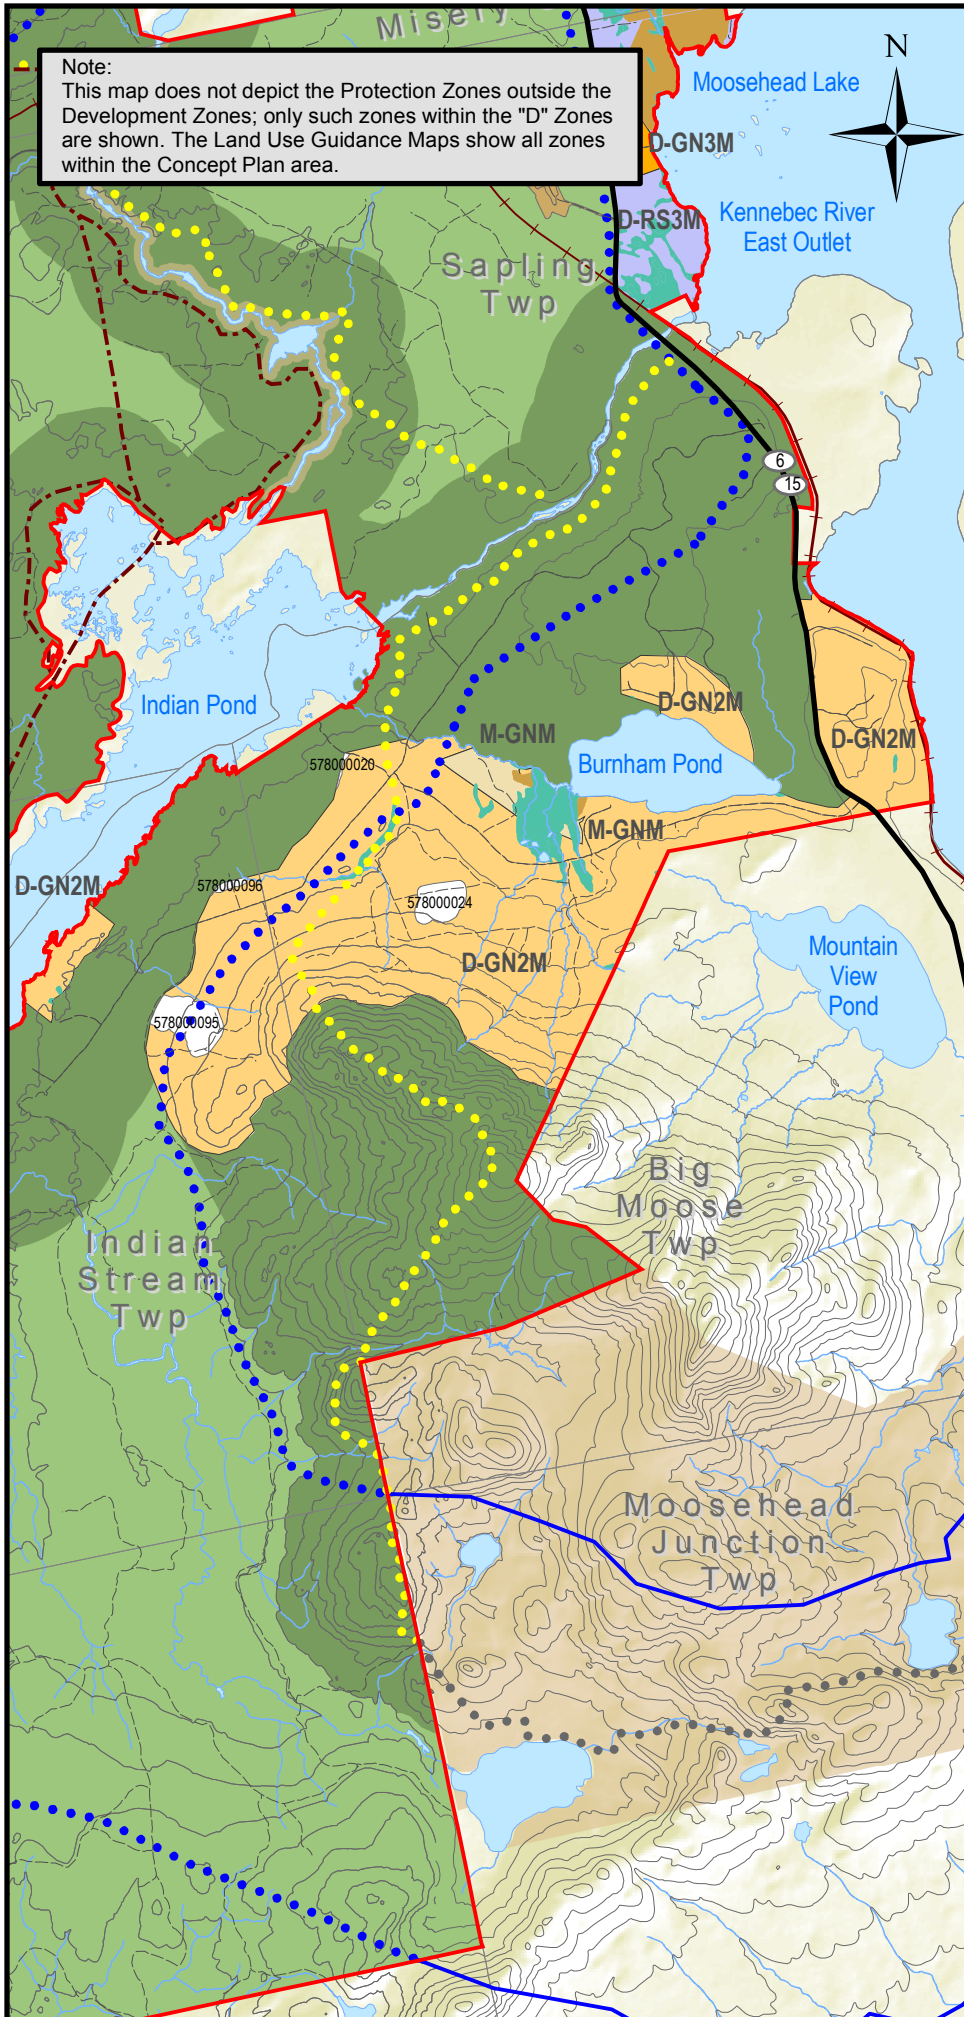 Misery
N
Note:
This map does not depict the Protection Zones outside the
Development Zones; only such zones within the "D" Zones
are shown. The Land Use Guidance Maps show all zones
within the Concept Plan area.
Moosehead Lake
D-GN3M
D-RS3M
Kennebec River
East Outlet
Sapling
Twp
6
15
Indian Pond
D-GN2M
M-GNM
D-GN2M
578000020
Burnham Pond
M-GNM
D-GN2M
578000096
578000024
D-GN2M
Mountain
View
Pond
578000095
Big
Moose
Twp
Indian
Stream
Twp
Moosehead
Junction
Twp